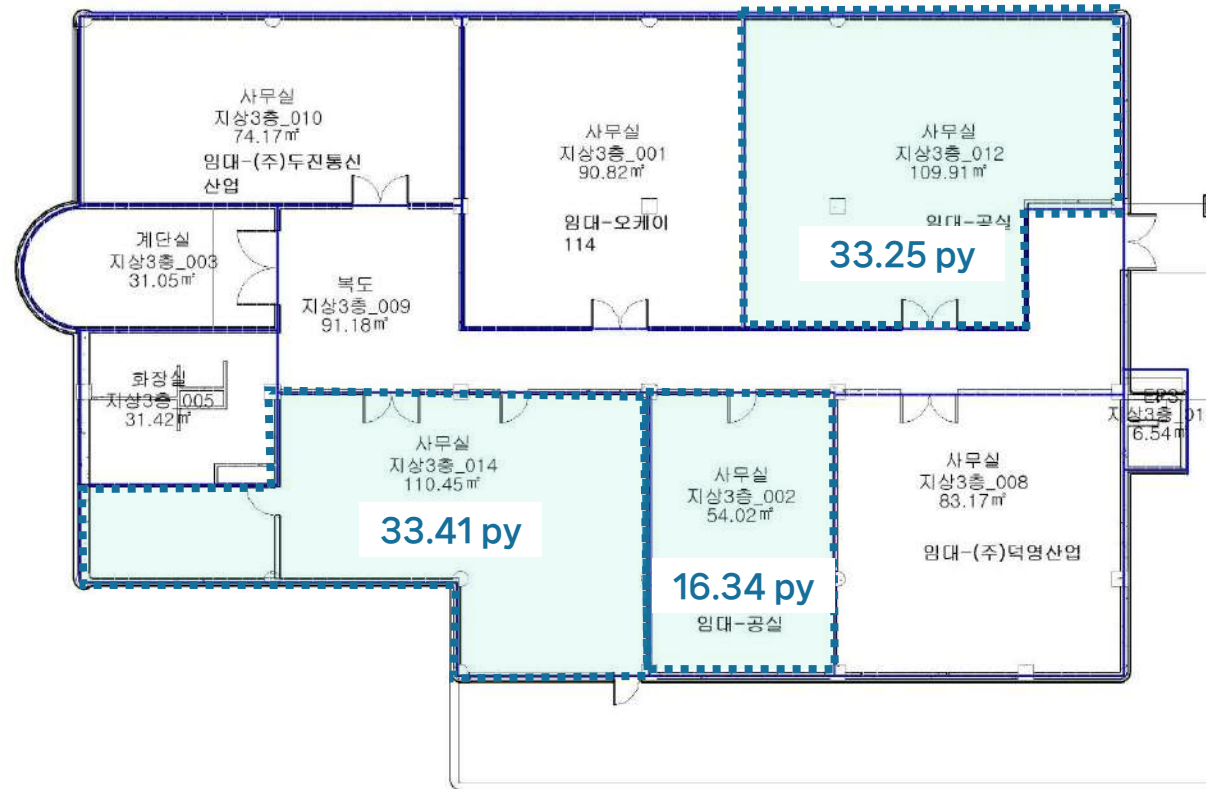 사무실
지상3층_010
74.17㎡
임대-(주)두진통신
산업
사무실
지상3층_001
90.82㎡
임대-오케이
114
사무실
지상3층_012
109.91㎡
임대-공실
33.25 py
계단실
지상3층_003
31.05㎡
복도
지상3층_009
91.18㎡
화장실
지상3층_005
31.42㎡
사무실
지상3층_014
110.45㎡
33.41 py
사무실
지상3층_002
54.02㎡
16.34 py
임대-공실
사무실
지상3층_008
83.17㎡
임대-(주)덕영산업
지상3층_01
6.54㎡